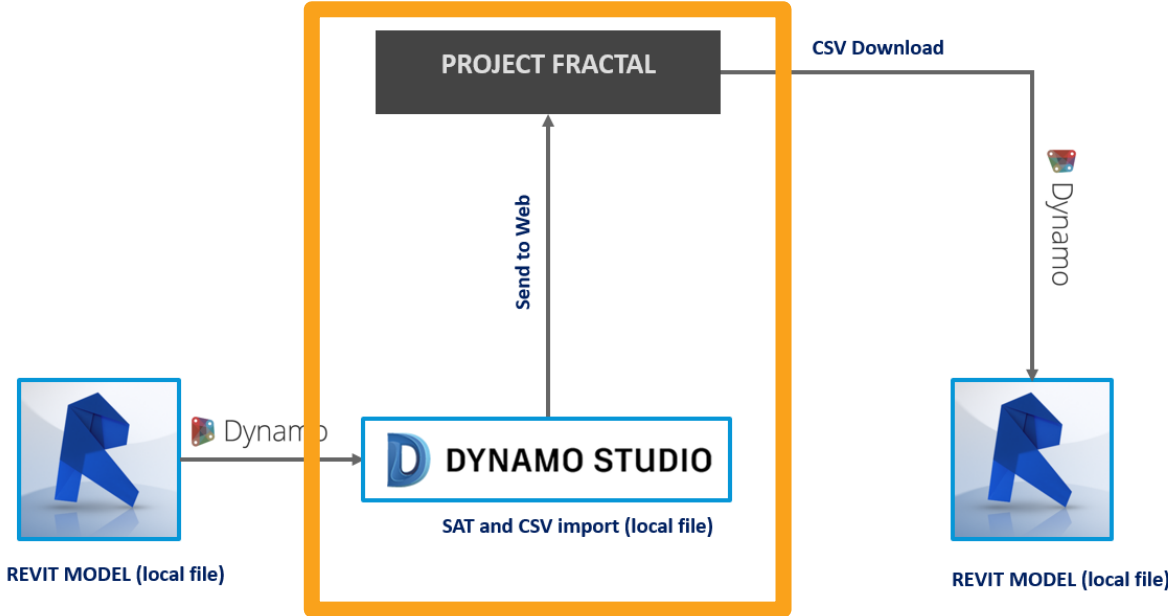 PROJECT FRACTAL
CSV Download
Send to Web
Dynamo
Dynamo
DYNAMO STUDIO
SAT and CSV import (local file)
REVIT MODEL (local file)
REVIT MODEL (local file)